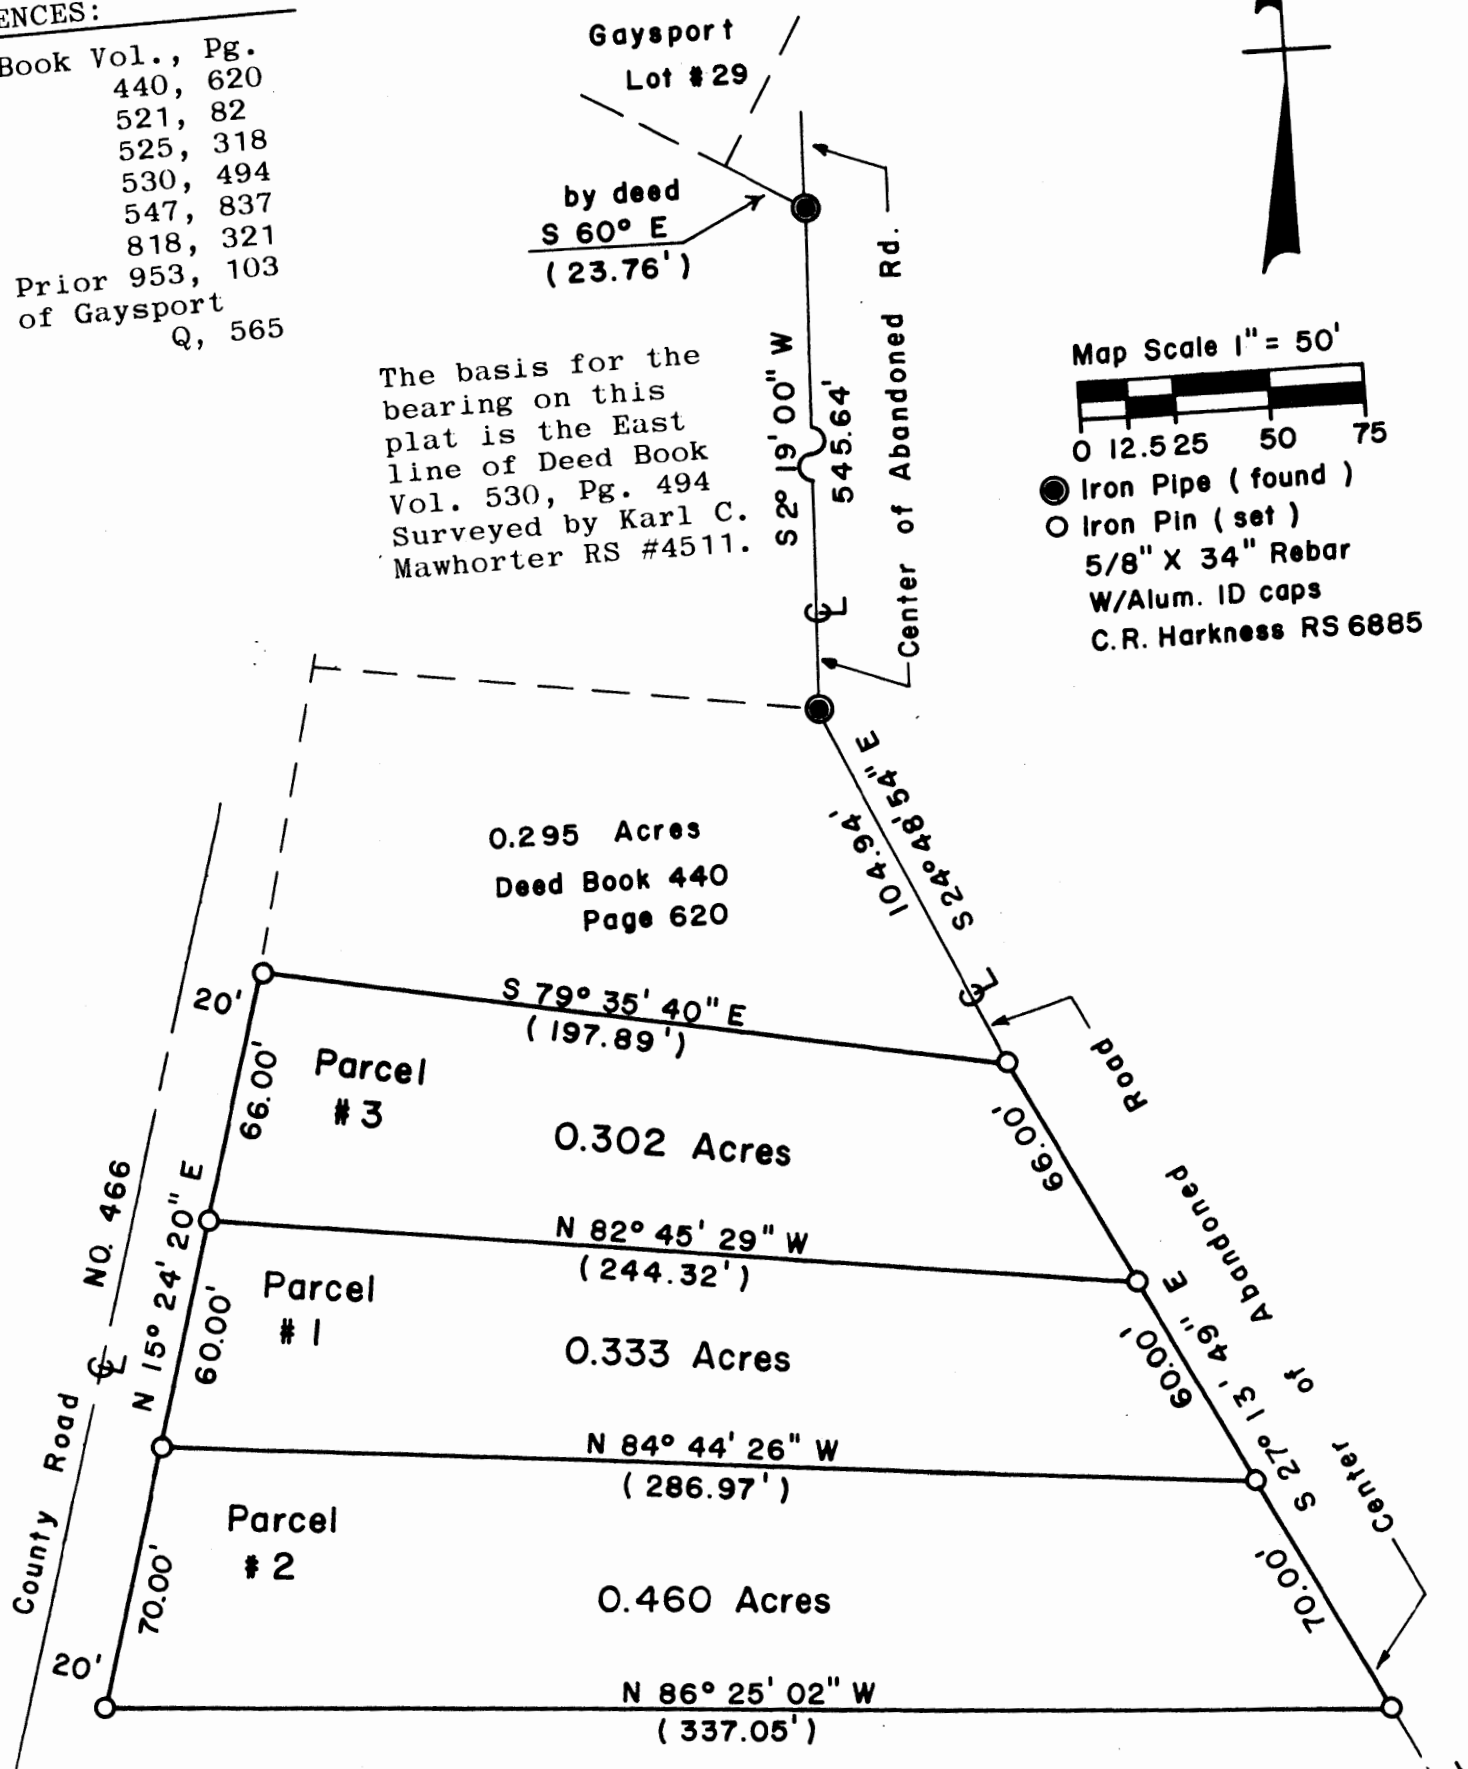 ENCES:
Book Vol., Pg.
440, 620
521, 82
525, 318
530, 494
547, 837
818, 321
Prior 953, 103
of Gaysport
Q, 565
Gaysport
Lot #29
by deed
S 60° E
(23.76')
The basis for the
bearing on this
plat is the East
line of Deed Book
Vol. 530, Pg. 494
Surveyed by Karl C.
Mawhorter RS #4511.
S 2° 19' 00" W
545.64'
Center of Abandoned Rd.
Map Scale 1" = 50'
0 12.5 25 50 75
Iron Pipe (found)
Iron Pin (set)
5/8" X 34" Rebar
W/Alum. ID caps
C.R. Harkness RS 6885
CL
S 24° 48' 54" E
104.94'
CL
0.295 Acres
Deed Book 440
Page 620
20'
S 79° 35' 40" E
(197.89')
66.00'
Parcel
#3
0.302 Acres
66.00'
N 82° 45' 29" W
(244.32')
Parcel
#1
60.00'
0.333 Acres
60.00'
N 84° 44' 26" W
(286.97')
Parcel
#2
70.00'
0.460 Acres
70.00'
20'
N 86° 25' 02" W
(337.05')
N 15° 24' 20" E
County Road CL NO. 466
S 27° 13' 49" E
Center of Abandoned Road